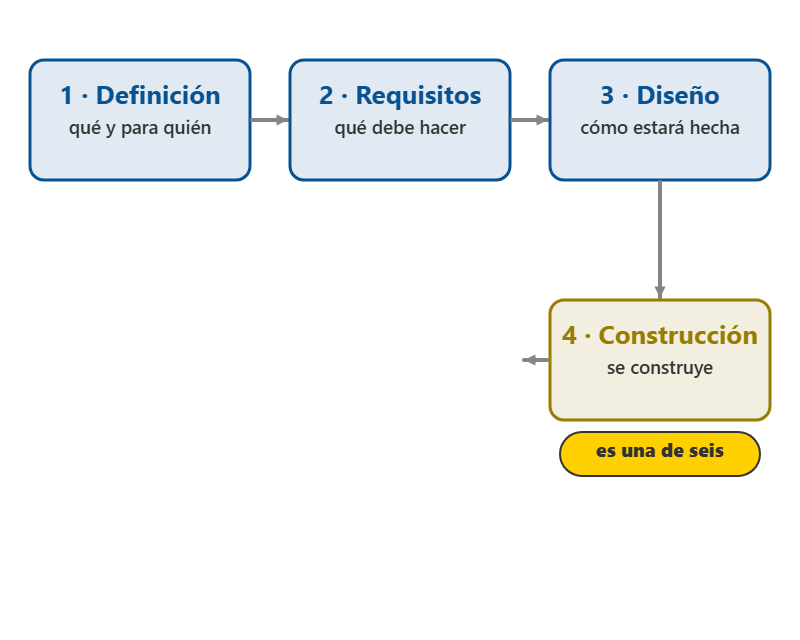 1 · Definición
qué y para quién
2 · Requisitos
qué debe hacer
3 · Diseño
cómo estará hecha
4 · Construcción
se construye
es una de seis